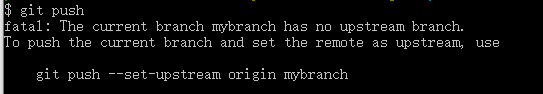 $ git push
fatal: The current branch mybranch has no upstream branch.
To push the current branch and set the remote as upstream, use
git push --set-upstream origin mybranch